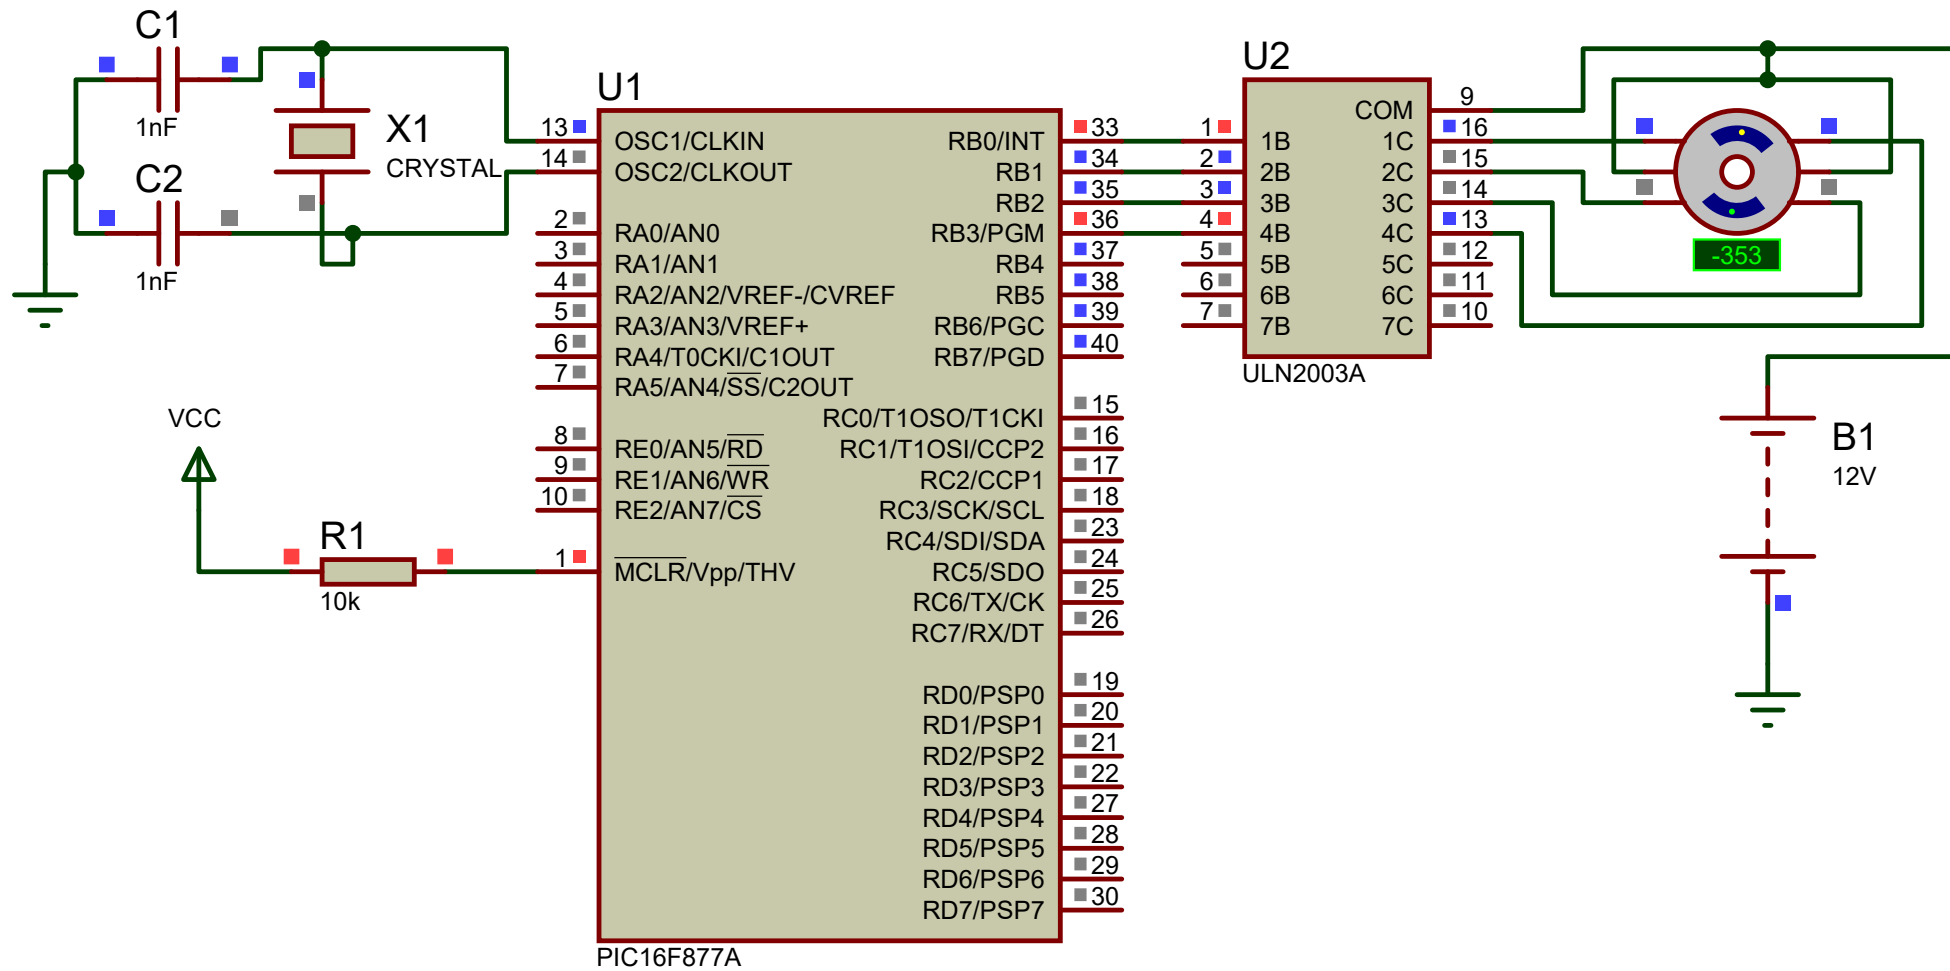 C1
1nF
C2
1nF
X1
CRYSTAL
VCC
R1
10k
U1
13 OSC1/CLKIN
14 OSC2/CLKOUT
2 RA0/AN0
3 RA1/AN1
4 RA2/AN2/VREF-/CVREF
5 RA3/AN3/VREF+
6 RA4/T0CKI/C1OUT
7 RA5/AN4/SS/C2OUT
8 RE0/AN5/RD
9 RE1/AN6/WR
10 RE2/AN7/CS
1 MCLR/Vpp/THV
RB0/INT 33
RB1 34
RB2 35
RB3/PGM 36
RB4 37
RB5 38
RB6/PGC 39
RB7/PGD 40
RC0/T1OSO/T1CKI 15
RC1/T1OSI/CCP2 16
RC2/CCP1 17
RC3/SCK/SCL 18
RC4/SDI/SDA 23
RC5/SDO 24
RC6/TX/CK 25
RC7/RX/DT 26
RD0/PSP0 19
RD1/PSP1 20
RD2/PSP2 21
RD3/PSP3 22
RD4/PSP4 27
RD5/PSP5 28
RD6/PSP6 29
RD7/PSP7 30
PIC16F877A
U2
COM 9
1 1B 1C 16
2 2B 2C 15
3 3B 3C 14
4 4B 4C 13
5 5B 5C 12
6 6B 6C 11
7 7B 7C 10
ULN2003A
-353
B1
12V